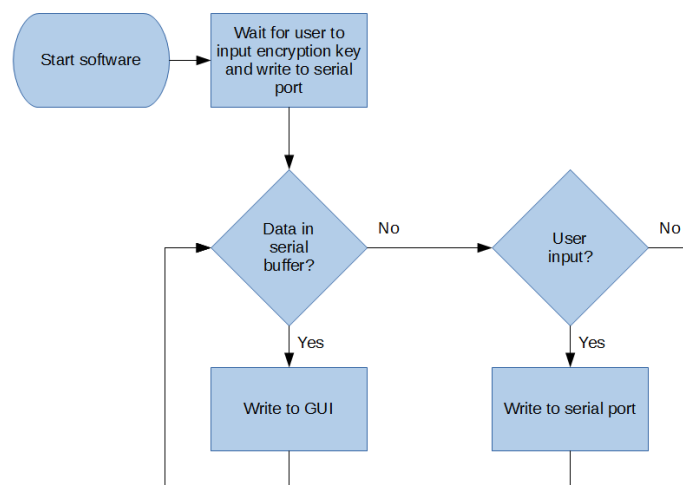 Start software
Wait for user to
input encryption key
and write to serial
port
Data in
serial
buffer?
No
User
input?
No
Yes
Yes
Write to GUI
Write to serial port